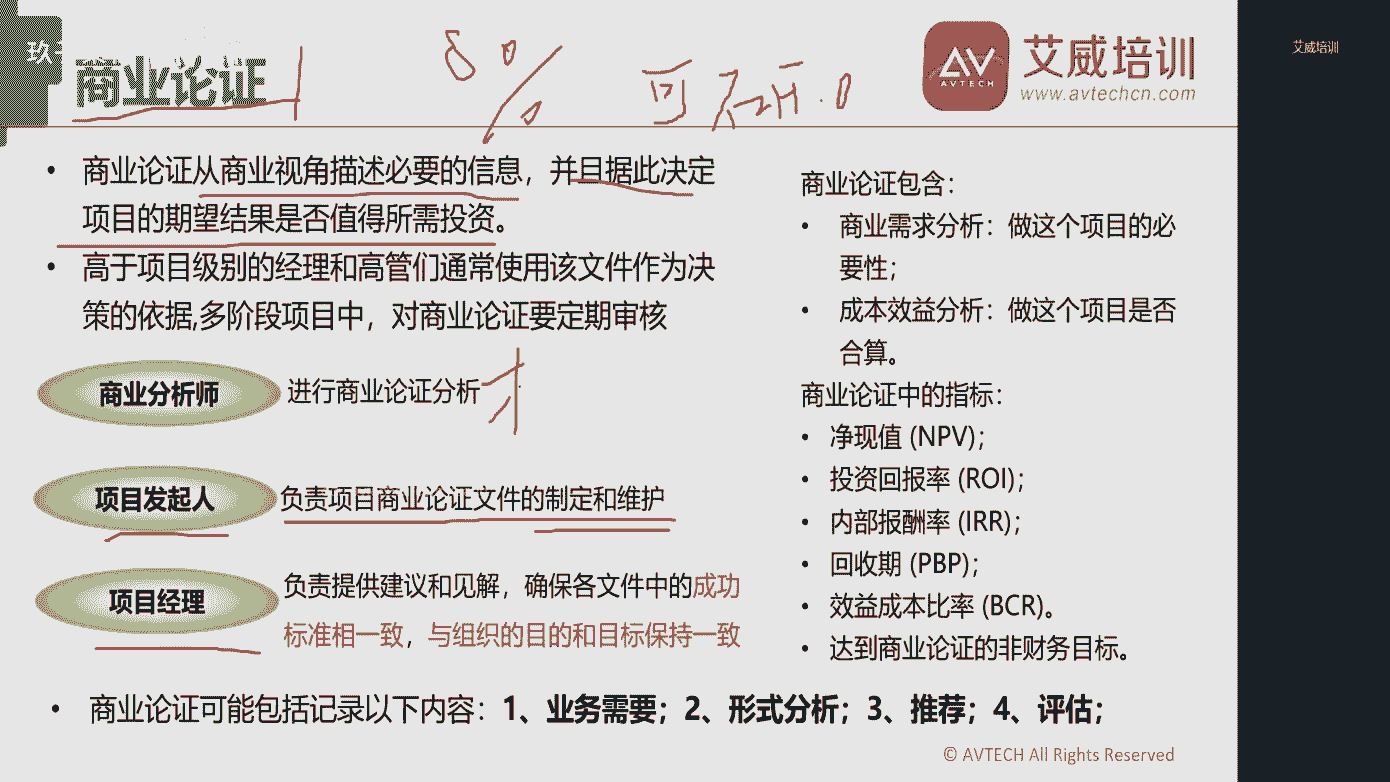 玖
商业论证
8%
可研.0
AV
AVTECH
艾威培训
www.avtechcn.com
艾威培训
• 商业论证从商业视角描述必要的信息，并且据此决定
项目的期望结果是否值得所需投资。
• 高于项目级别的经理和高管们通常使用该文件作为决
策的依据,多阶段项目中，对商业论证要定期审核
商业分析师
进行商业论证分析
项目发起人
负责项目商业论证文件的制定和维护
项目经理
负责提供建议和见解，确保各文件中的成功
标准相一致，与组织的目的和目标保持一致
商业论证包含：
• 商业需求分析：做这个项目的必
要性；
• 成本效益分析：做这个项目是否
合算。
商业论证中的指标：
• 净现值 (NPV)；
• 投资回报率 (ROI)；
• 内部报酬率 (IRR)；
• 回收期 (PBP)；
• 效益成本比率 (BCR)。
• 达到商业论证的非财务目标。
• 商业论证可能包括记录以下内容：1、业务需要；2、形式分析；3、推荐；4、评估；
© AVTECH All Rights Reserved